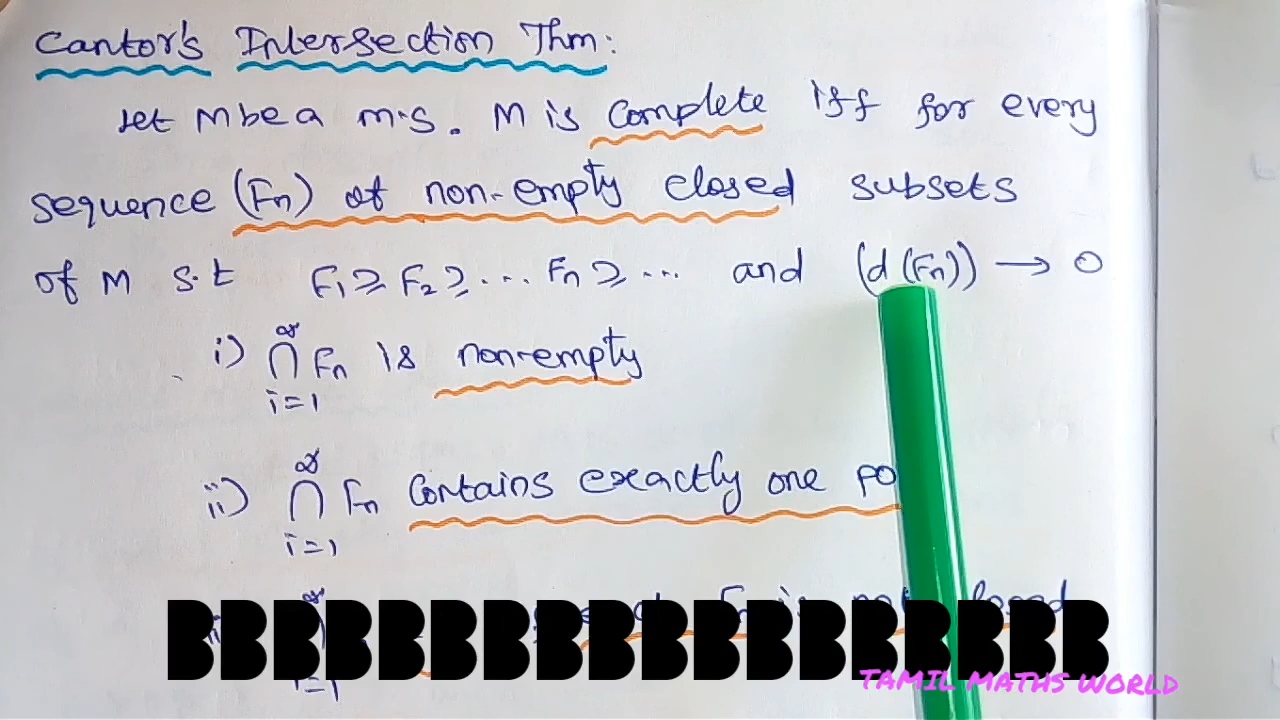 Cantor's Intersection Thm:
Let M be a m.s. M is Complete iff for every
sequence (Fn) of non-empty closed subsets
of M s.t F₁ ≥ F₂ ≥ ... Fn ≥ ... and (d(Fn)) → 0
i) ∞∩i=1 Fn is non-empty
ii) ∞∩i=1 Fn Contains exactly one po
i=1
TAMIL MATHS WORLD